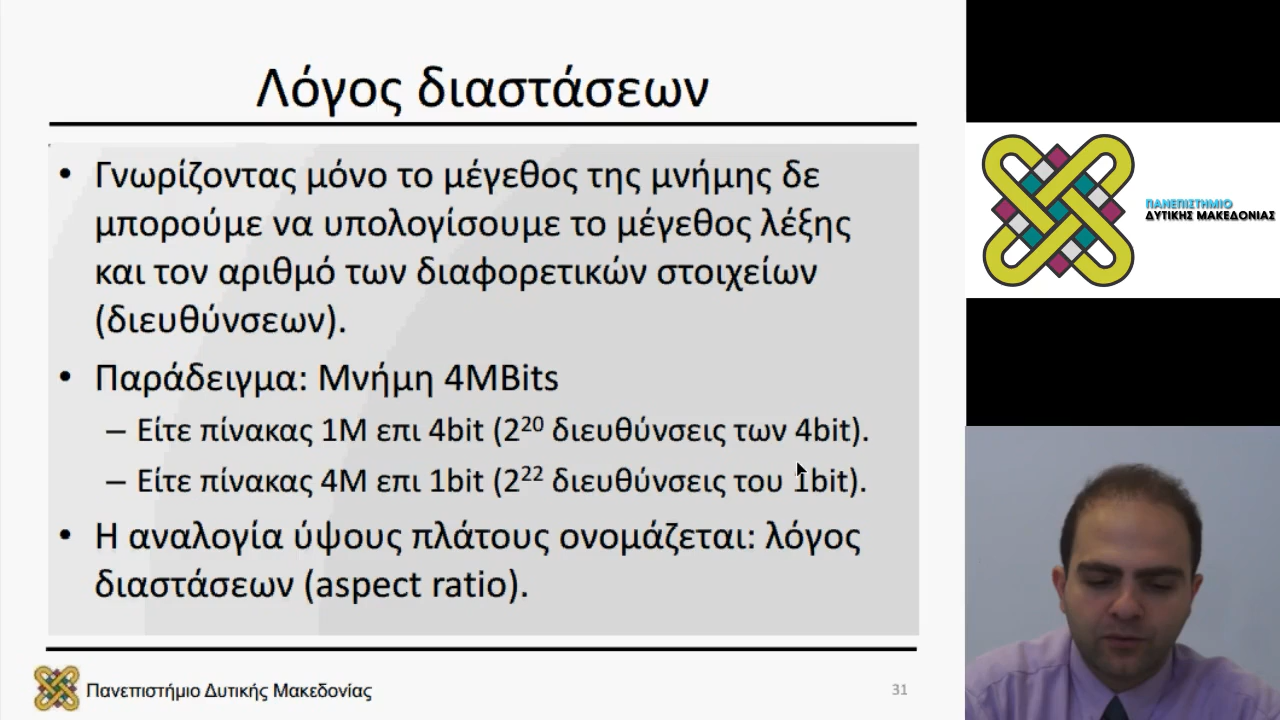 Λόγος διαστάσεων
• Γνωρίζοντας μόνο το μέγεθος της μνήμης δε
μπορούμε να υπολογίσουμε το μέγεθος λέξης
και τον αριθμό των διαφορετικών στοιχείων
(διευθύνσεων).
• Παράδειγμα: Μνήμη 4MBits
– Είτε πίνακας 1M επι 4bit (2²⁰ διευθύνσεις των 4bit).
– Είτε πίνακας 4M επι 1bit (2²² διευθύνσεις του 1bit).
• Η αναλογία ύψους πλάτους ονομάζεται: λόγος
διαστάσεων (aspect ratio).
Πανεπιστήμιο Δυτικής Μακεδονίας
31
ΠΑΝΕΠΙΣΤΗΜΙΟ
ΔΥΤΙΚΗΣ ΜΑΚΕΔΟΝΙΑΣ